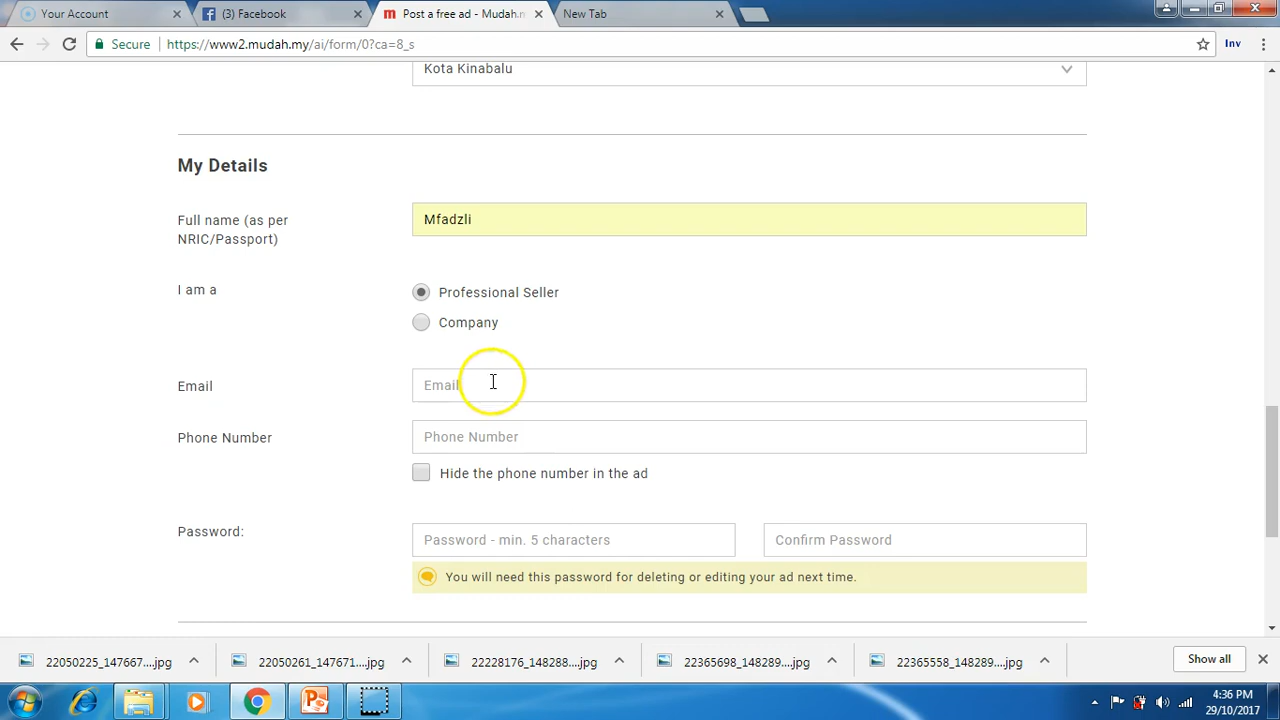 Your Account
(3) Facebook
Post a free ad - Mudah.m
New Tab
Secure
https://www2.mudah.my/ai/form/0?ca=8_s
Inv
Kota Kinabalu
My Details
Full name (as per
NRIC/Passport)
Mfadzli
I am a
Professional Seller
Company
Email
Email
Phone Number
Phone Number
Hide the phone number in the ad
Password:
Password - min. 5 characters
Confirm Password
You will need this password for deleting or editing your ad next time.
22050225_147667....jpg
22050261_147671....jpg
22228176_148288....jpg
22365698_148289....jpg
22365558_148289....jpg
Show all
4:36 PM
29/10/2017